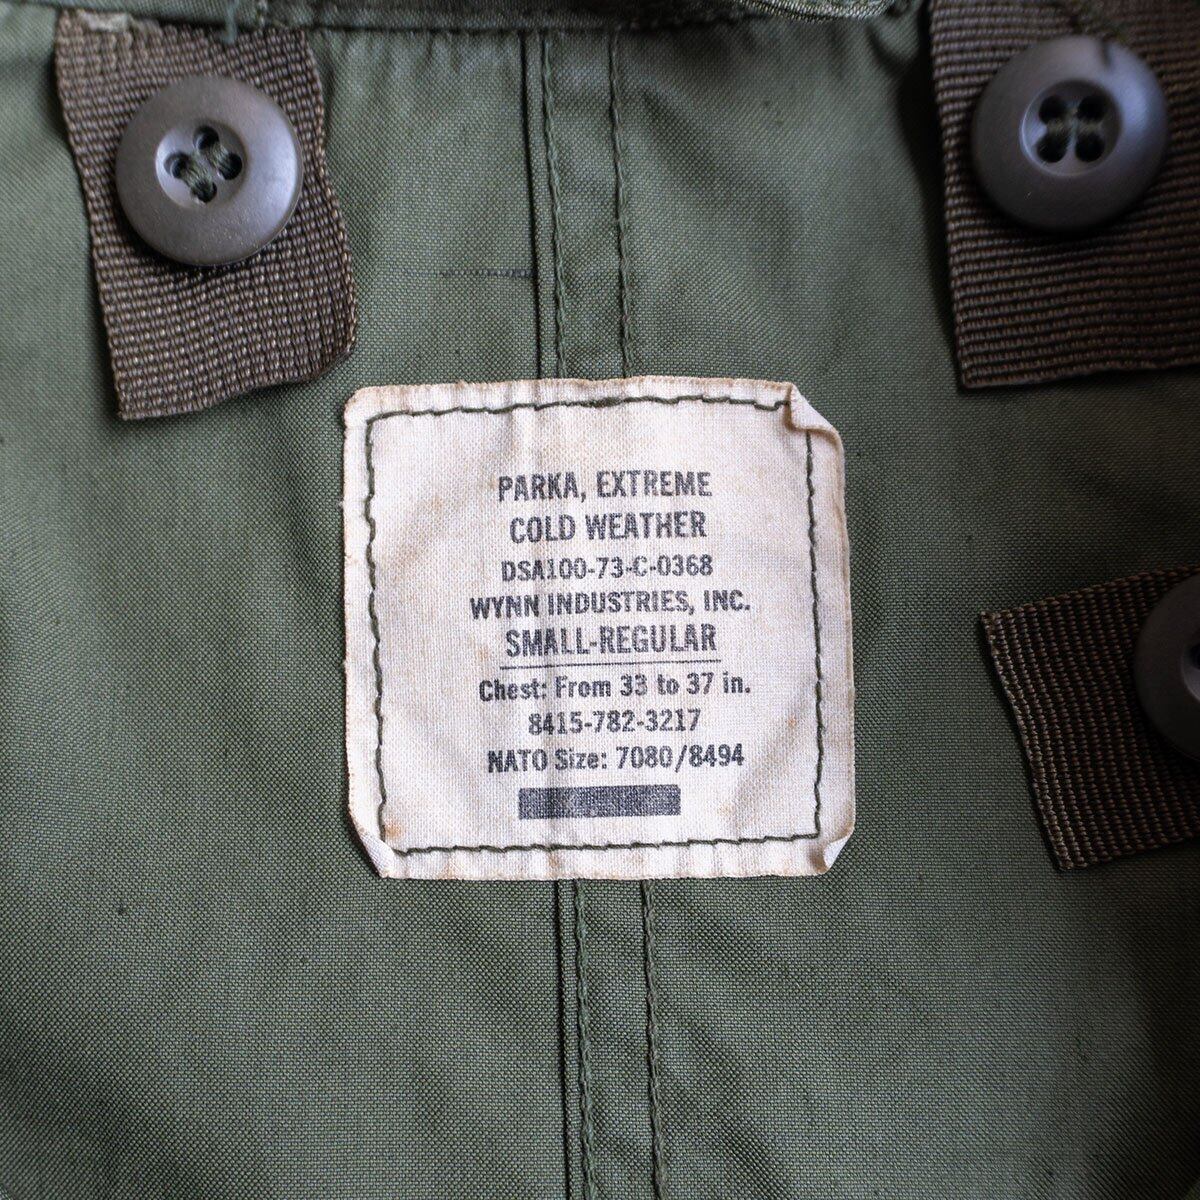 PARKA, EXTREME
COLD WEATHER
DSA100-73-C-0368
WYNN INDUSTRIES, INC.
SMALL-REGULAR
Chest: From 33 to 37 in.
8415-782-3217
NATO Size: 7080/8494